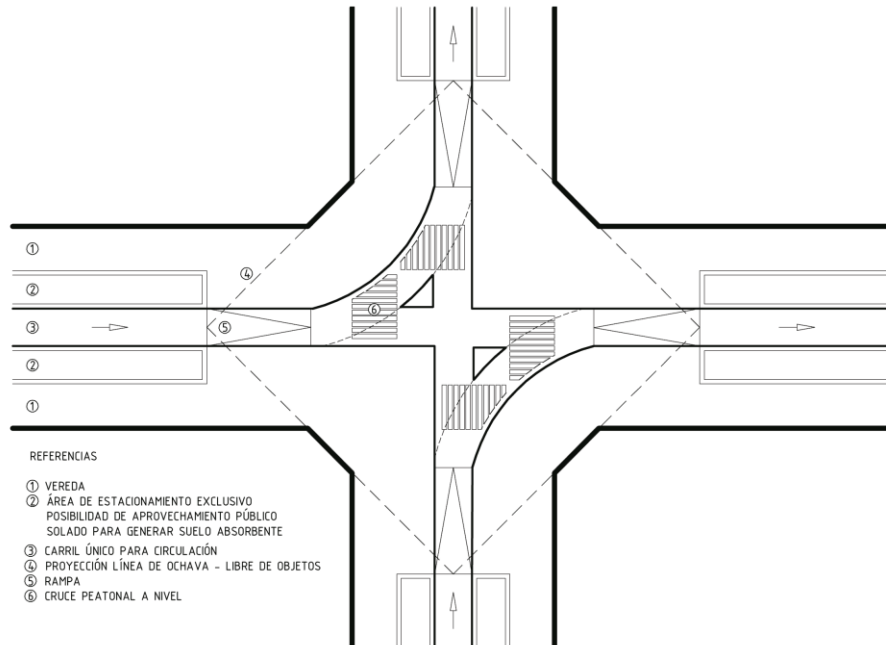 ①
②
③
②
①
④
⑤
⑥
REFERENCIAS
① VEREDA
② ÁREA DE ESTACIONAMIENTO EXCLUSIVO
POSIBILIDAD DE APROVECHAMIENTO PÚBLICO
SOLADO PARA GENERAR SUELO ABSORBENTE
③ CARRIL ÚNICO PARA CIRCULACIÓN
④ PROYECCIÓN LÍNEA DE OCHAVA - LIBRE DE OBJETOS
⑤ RAMPA
⑥ CRUCE PEATONAL A NIVEL